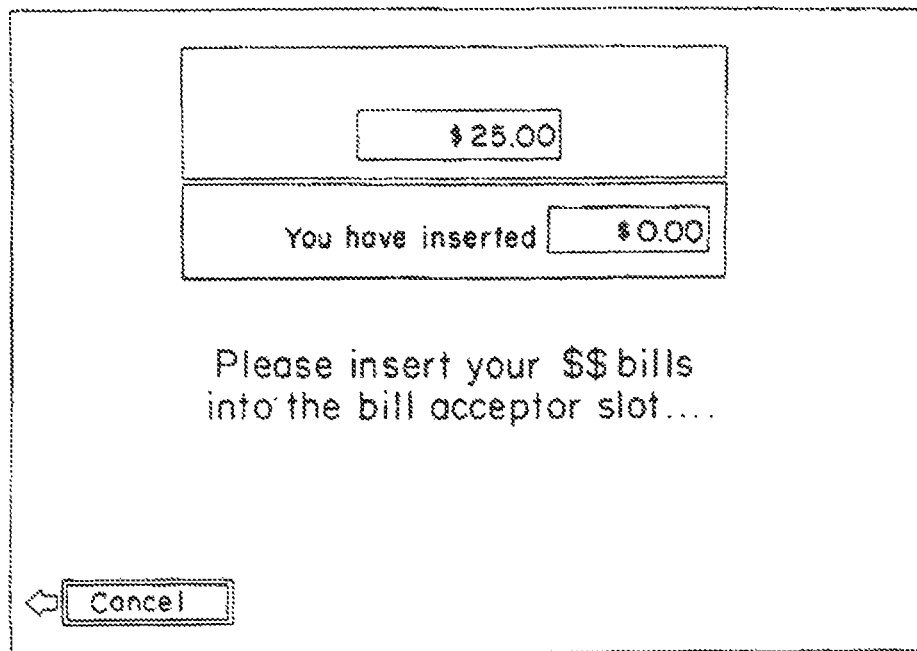 $25.00
You have inserted $0.00
Please insert your $$ bills
into the bill acceptor slot....
Cancel